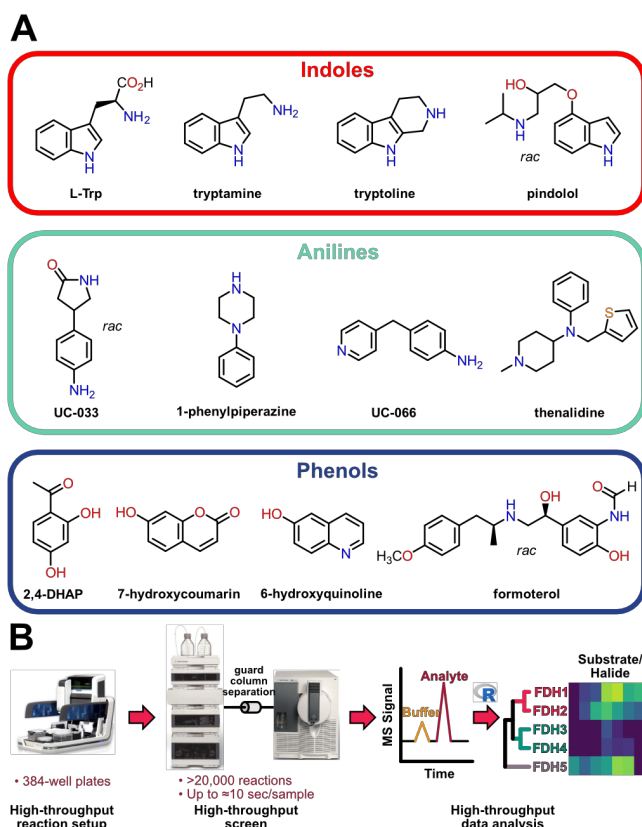 A
Indoles
CO2H
NH2
N
H
L-Trp
NH2
N
H
tryptamine
NH
N
H
tryptoline
HO
O
HN
rac
N
H
pindolol
Anilines
O
NH
rac
NH2
UC-033
H
N
N
1-phenylpiperazine
N
NH2
UC-066
S
N
N
thenalidine
Phenols
O
OH
OH
2,4-DHAP
HO
O
O
7-hydroxycoumarin
HO
N
6-hydroxyquinoline
H3CO
H
N
OH
rac
O
H
NH
OH
formoterol
B
• 384-well plates
High-throughput
reaction setup
guard
column
separation
• >20,000 reactions
• Up to ≈10 sec/sample
High-throughput
screen
MS Signal
Analyte
Buffer
Time
R
Substrate/
Halide
FDH1
FDH2
FDH3
FDH4
FDH5
High-throughput
data analysis